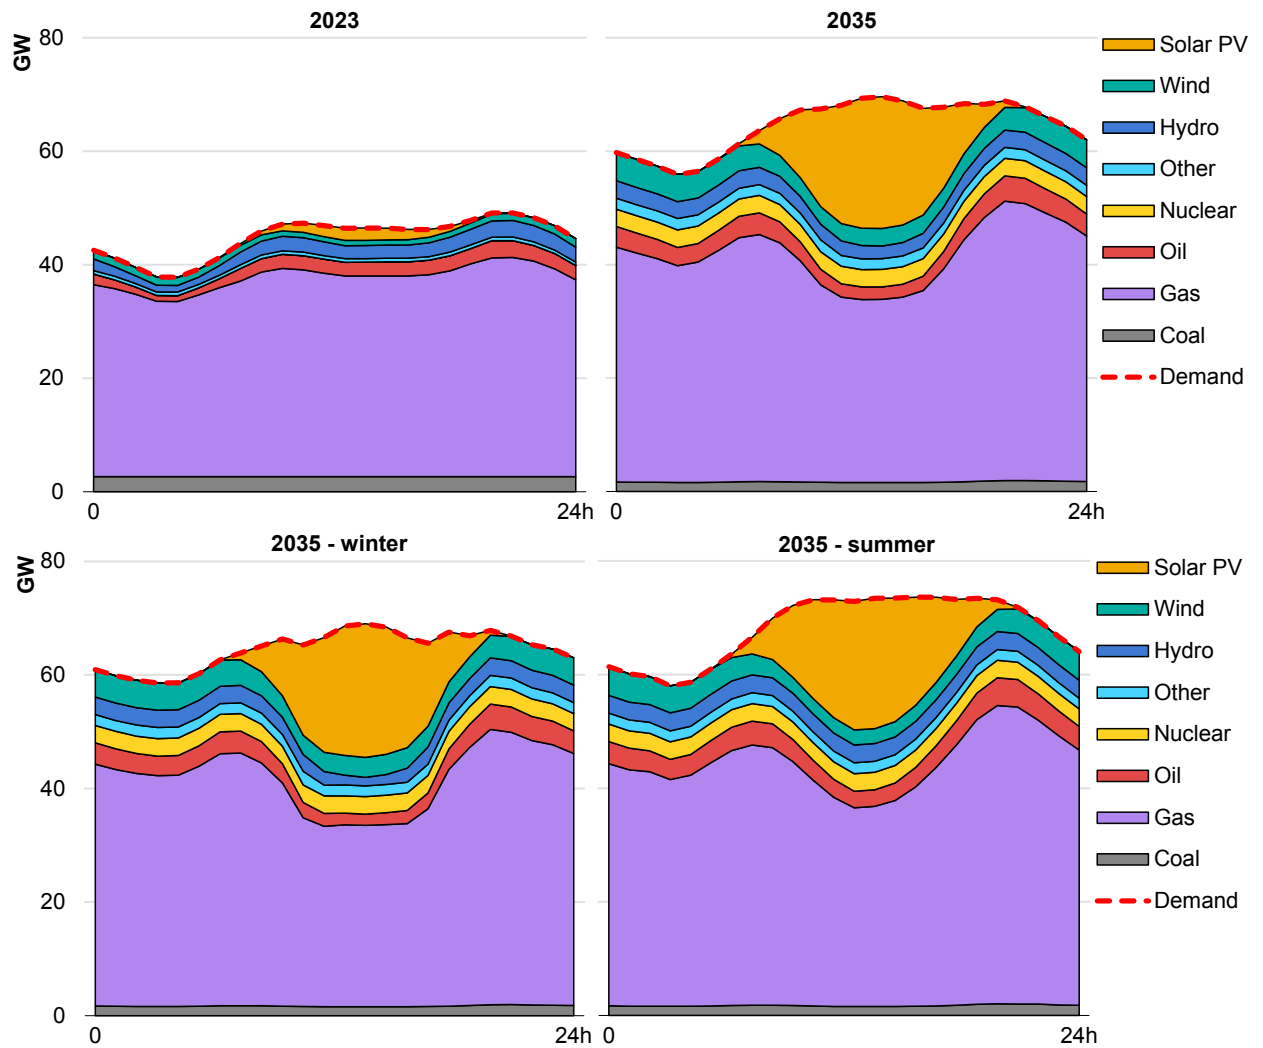 2023
2035
GW
80
60
40
20
0
0
24h
0
24h
Solar PV
Wind
Hydro
Other
Nuclear
Oil
Gas
Coal
Demand
2035 - winter
2035 - summer
GW
80
60
40
20
0
0
24h
0
24h
Solar PV
Wind
Hydro
Other
Nuclear
Oil
Gas
Coal
Demand